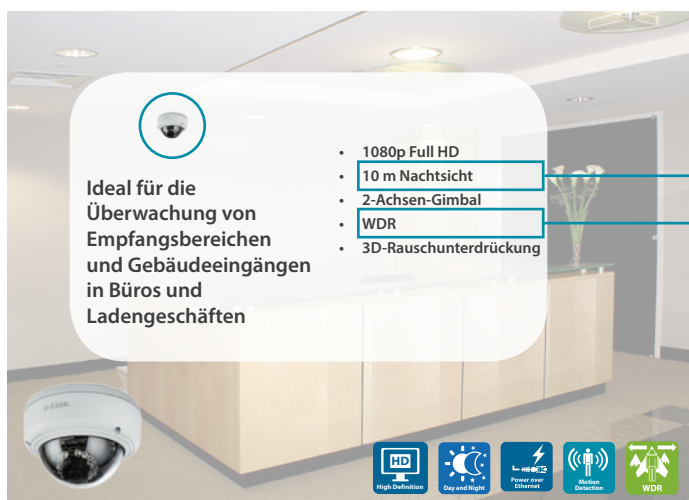 Ideal für die
Überwachung von
Empfangsbereichen
und Gebäudeeingängen
in Büros und
Ladengeschäften
• 1080p Full HD
• 10 m Nachtsicht
• 2-Achsen-Gimbal
• WDR
• 3D-Rauschunterdrückung
D-Link
HD
High Definition
Day and Night
Power over
Ethernet
Motion
Detection
WDR